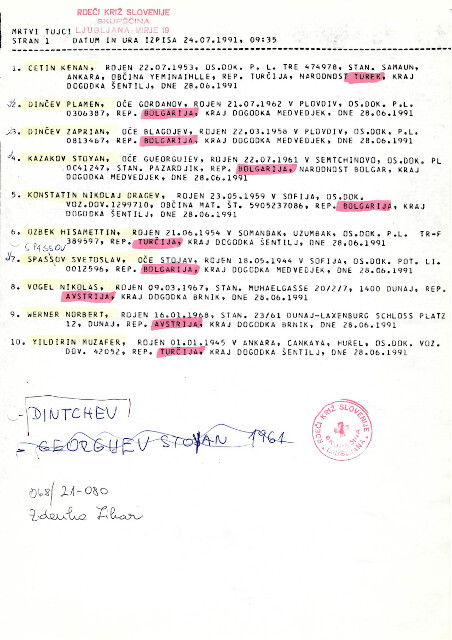 RDEČI KRIŽ SLOVENIJE
SKUPŠČINA
LJUBLJANA - MIRJE 19
MRTVI TUJCI
STRAN 1 DATUM IN URA IZPISA 24.07.1991, 09:35
1. CETIN KENAN, ROJEN 22.07.1953, OS.DOK. P. L. TRE 474978, STAN. SAMAUN,
ANKARA, OBČINA YEMINAIHLLE, REP. TURČIJA, NARODNOST TUREK, KRAJ
DOGODKA ŠENTILJ, DNE 28.06.1991
2. DINČEV PLAMEN, OČE GORDANOV, ROJEN 21.07.1962 V PLOVDIV, OS.DOK. P.L.
0306387, REP. BOLGARIJA, KRAJ DOGODKA MEDVEDJEK, DNE 28.06.1991
3. DINČEV ZAPRIAN, OČE BLAGOJEV, ROJEN 22.03.1958 V PLOVDIV, OS.DOK. P.L.
0813467, REP. BOLGARIJA, KRAJ DOGODKA MEDVEDJEK, DNE 28.06.1991
4. KAZAKOV STOYAN, OČE GUEORGUIEV, ROJEN 22.07.1961 V SEMTCHINOVO, OS.DOK. PL
OC41247, STAN. PAZARDJIK, REP. BOLGARIJA, NARODNOST BOLGAR, KRAJ
DOGODKA MEDVEDJEK, DNE 28.06.1991
5. KONSTATIN NIKOLAJ DRAGEV, ROJEN 23.05.1959 V SOFIJA, OS.DOK.
VOZ.DOV.1299710, OBČINA MAT. ŠT. 5905237086, REP. BOLGARIJA, KRAJ
DOGODKA ŠENTILJ, DNE 28.06.1991
6. OZBEK HISAMETTIN, ROJEN 21.06.1954 V SOMANBAK, UZUMBAK, OS.DOK. P.L. TR-F
389597, REP. TURČIJA, KRAJ DOGODKA ŠENTILJ, DNE 28.06.1991
SPASSOV
7. SPASSOV SVETOSLAV, OČE STOJAV, ROJEN 18.05.1944 V SOFIJA, OS.DOK. POT. LI.
0012596, REP. BOLGARIJA, KRAJ DOGODKA MEDVEDJEK, DNE 28.06.1991
8. VOGEL NIKOLAS, ROJEN 09.03.1967, STAN. MUHAELGASSE 20/2/7, 1400 DUNAJ, REP.
AVSTRIJA, KRAJ DOGODKA BRNIK, DNE 28.06.1991
9. WERNER NORBERT, ROJEN 16.01.1968, STAN. 23/61 DUNAJ-LAXENBURG SCHLOSS PLATZ
12, DUNAJ, REP. AVSTRIJA, KRAJ DOGODKA BRNIK, DNE 28.06.1991
10. YILDIRIN MUZAFER, ROJEN 01.01.1945 V ANKARA, CANKAYA, HUREL, OS.DOK. VOZ.
DOV. 42052, REP. TURČIJA, KRAJ DOGODKA ŠENTILJ, DNE 28.06.1991
- DINTCHEV
- GEORGHEV STOYAN 1961
RDEČI KRIŽ SLOVENIJE
1
SKUPŠČINA
LJUBLJANA
068/21-080
Zdenka